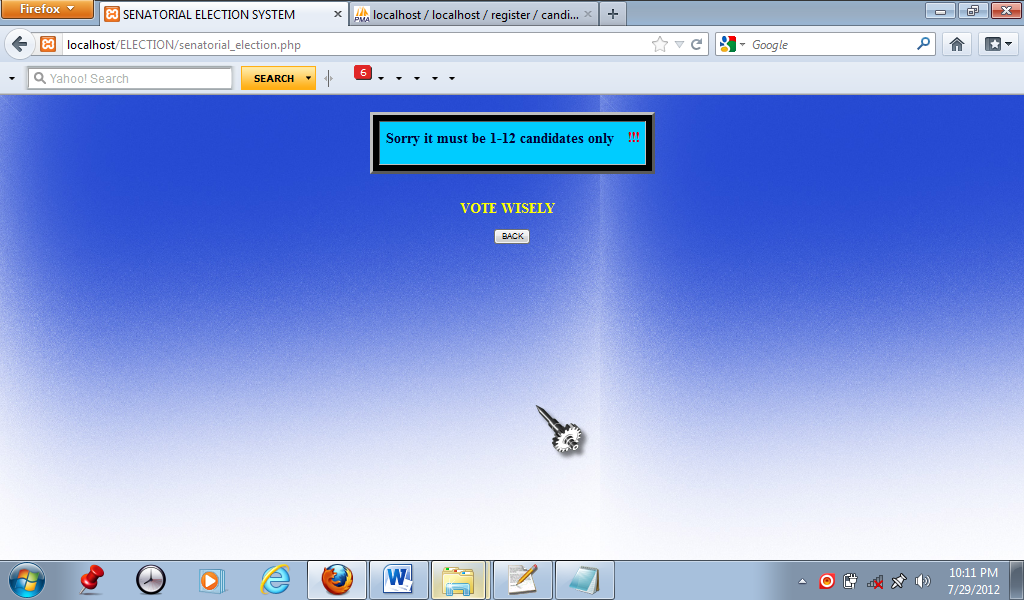 Firefox
SENATORIAL ELECTION SYSTEM
PMA
localhost / localhost / register / candi...
localhost/ELECTION/senatorial_election.php
Google
Yahoo! Search
SEARCH
6
Sorry it must be 1-12 candidates only !!!
VOTE WISELY
BACK
10:11 PM
7/29/2012